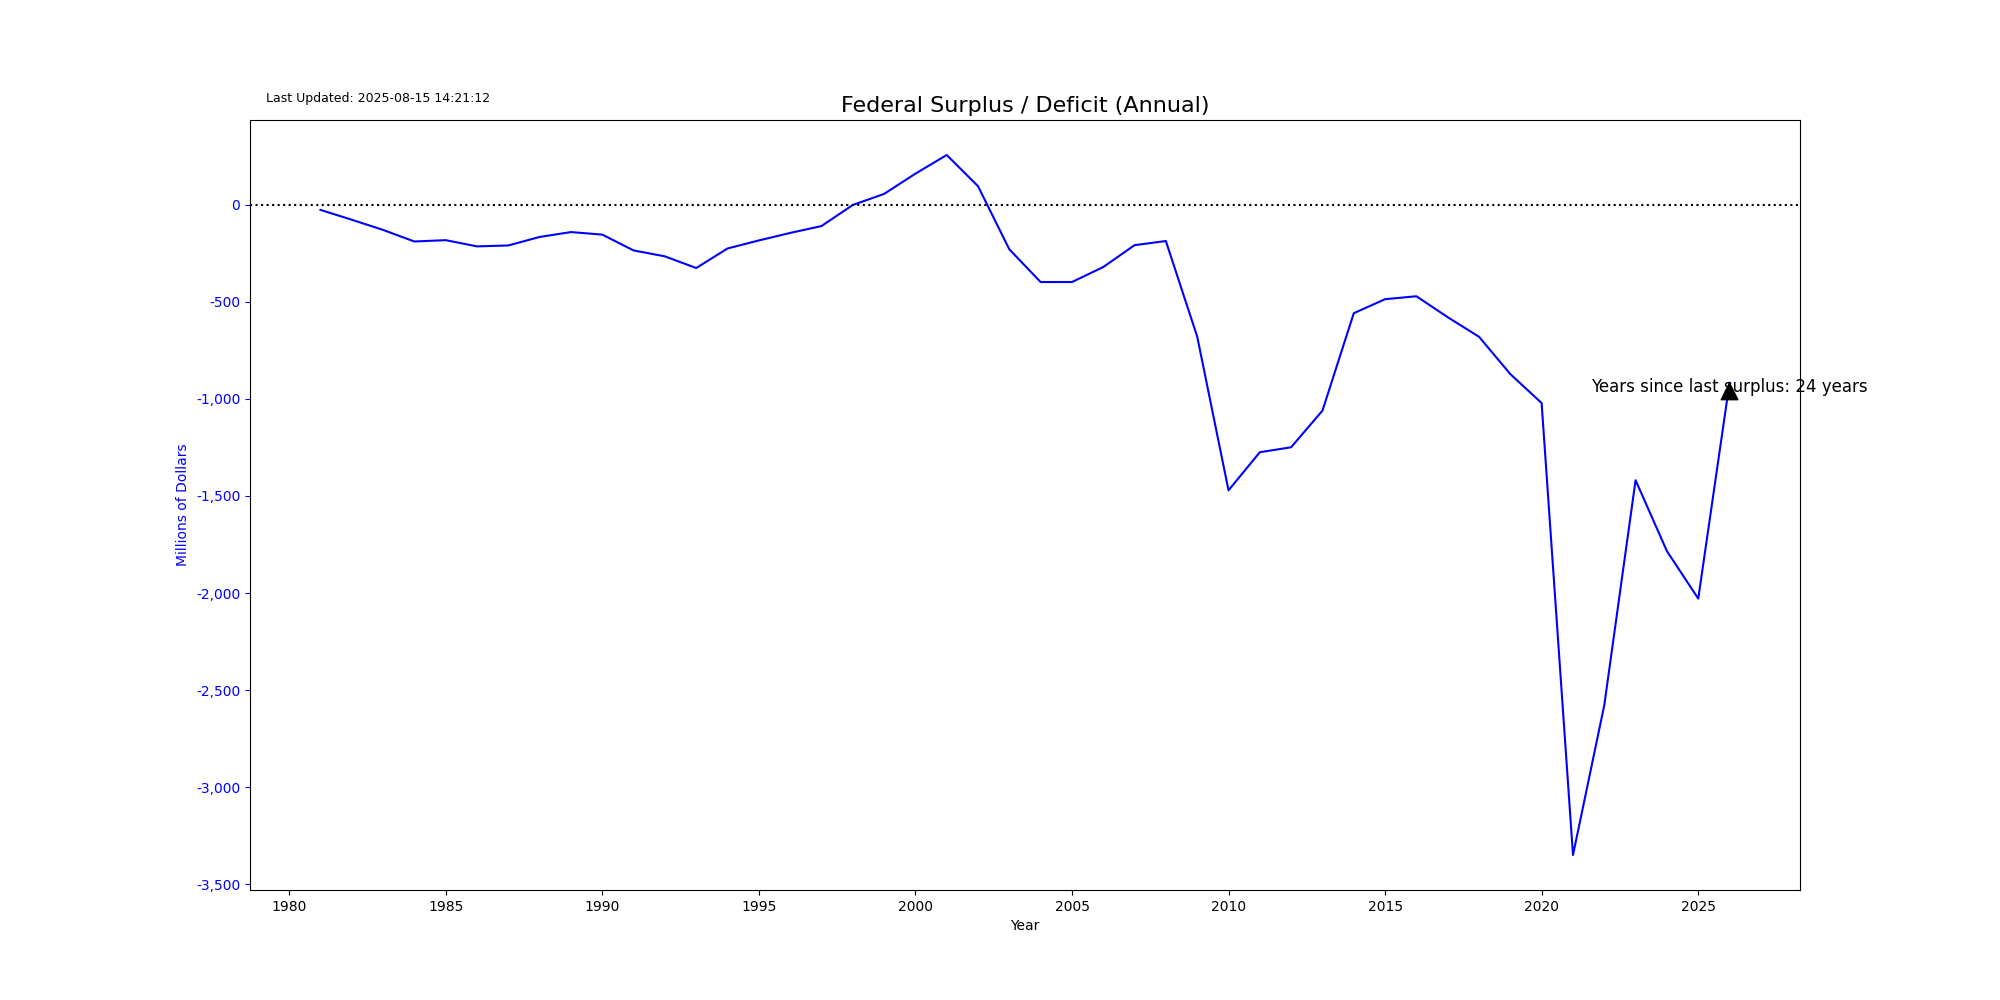 Last Updated: 2025-08-15 14:21:12
Federal Surplus / Deficit (Annual)
0
-500
Years since last surplus: 24 years
-1,000
Millions of Dollars
-1,500
-2,000
-2,500
-3,000
-3,500
1980 1985 1990 1995 2000 2005 2010 2015 2020 2025
Year